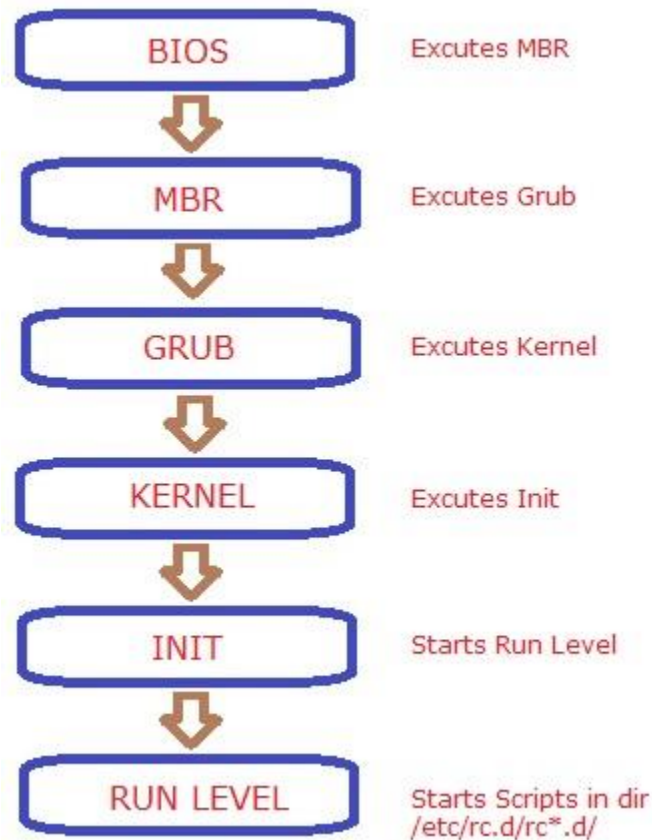 BIOS Excutes MBR
MBR Excutes Grub
GRUB Excutes Kernel
KERNEL Excutes Init
INIT Starts Run Level
RUN LEVEL Starts Scripts in dir
/etc/rc.d/rc*.d/